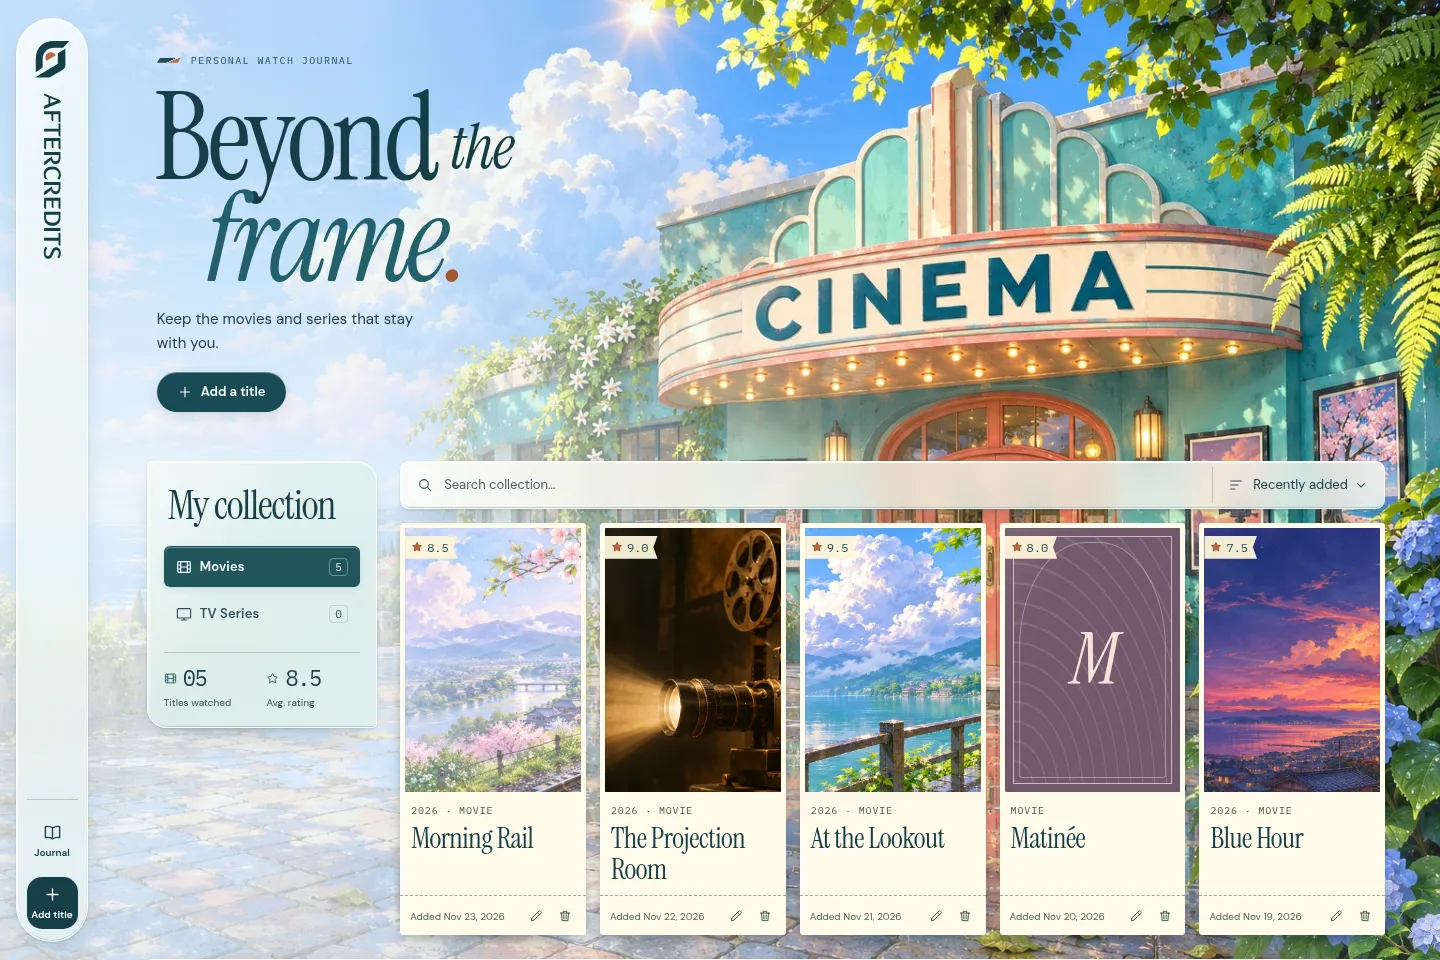 AFTERCREDITS
Journal
Add title
PERSONAL WATCH JOURNAL
Beyond the
frame.
Keep the movies and series that stay
with you.
Add a title
CINEMA
My collection
Movies 5
TV Series 0
05
Titles watched
8.5
Avg. rating
Search collection...
Recently added
8.5
2026 · MOVIE
Morning Rail
Added Nov 23, 2026
9.0
2026 · MOVIE
The Projection
Room
Added Nov 22, 2026
9.5
2026 · MOVIE
At the Lookout
Added Nov 21, 2026
8.0
M
MOVIE
Matinée
Added Nov 20, 2026
7.5
2026 · MOVIE
Blue Hour
Added Nov 19, 2026